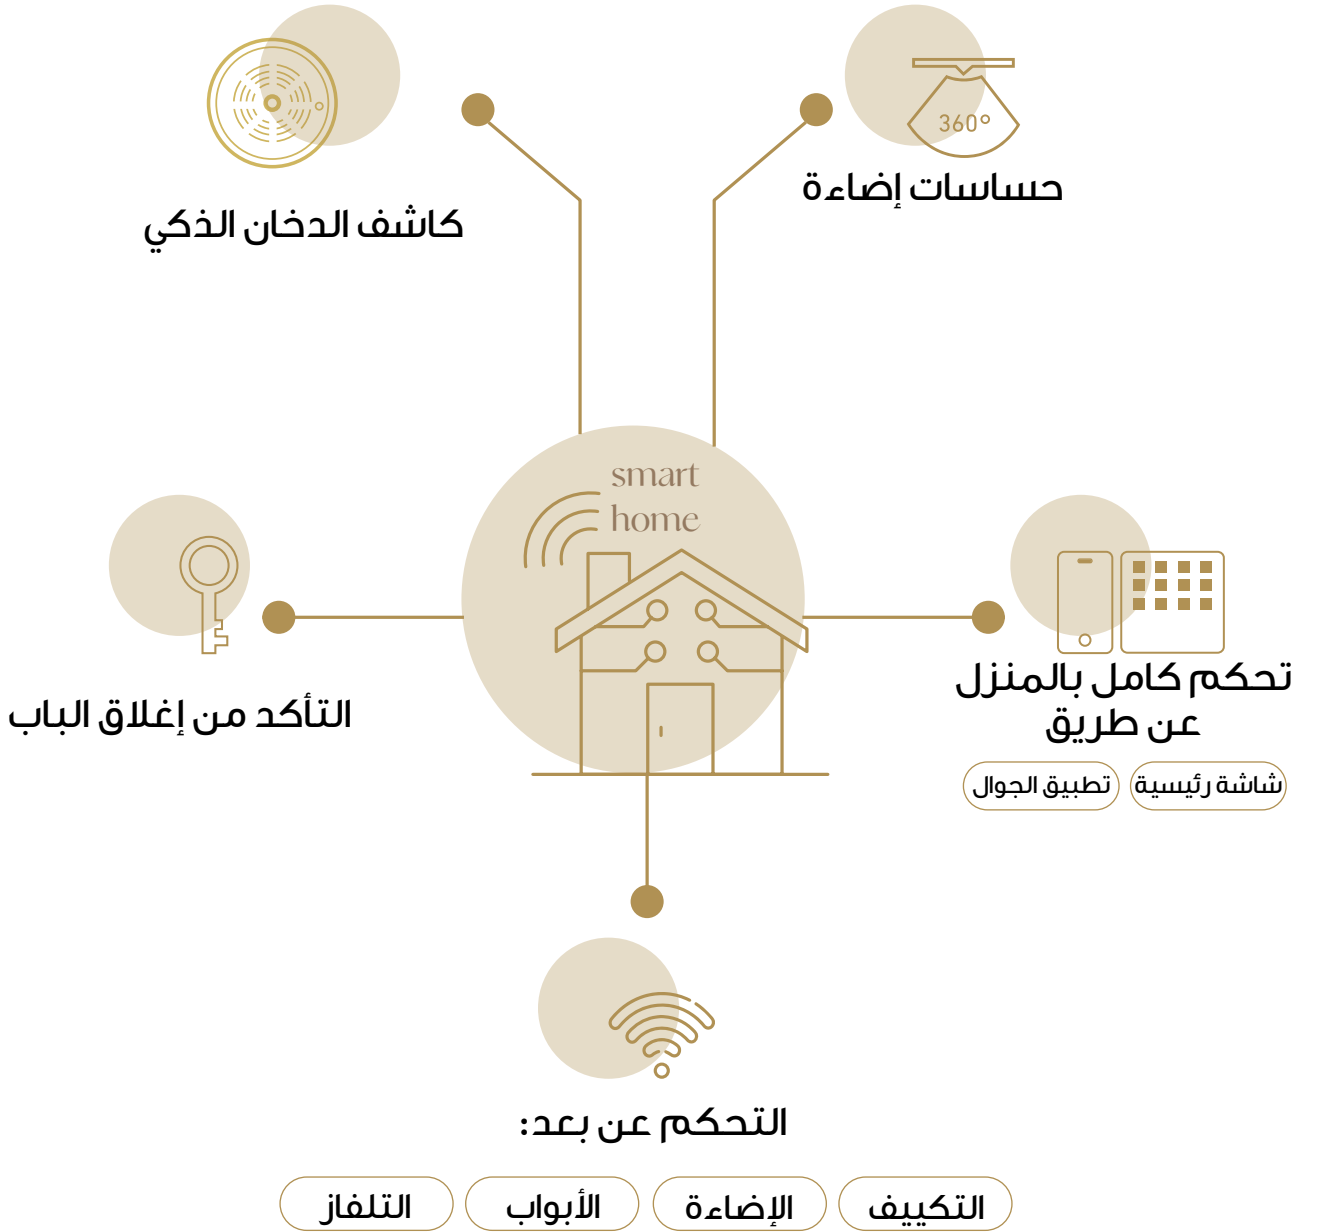 حساسات إضاءة
360°
كاشف الدخان الذكي
smart
home
تحكم كامل بالمنزل
عن طريق
شاشة رئيسية
تطبيق الجوال
التأكد من إغلاق الباب
التحكم عن بعد:
التكييف
الإضاءة
الأبواب
التلفاز